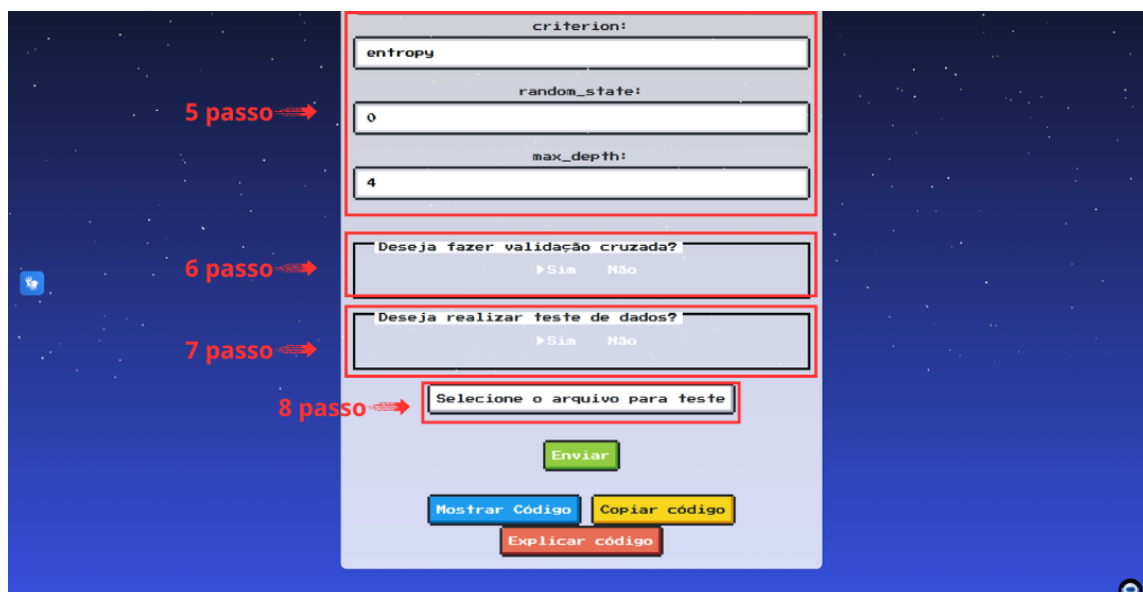 criterion:
entropy
5 passo
random_state:
0
max_depth:
4
Deseja fazer validação cruzada?
6 passo
Sim Não
Deseja realizar teste de dados?
7 passo
Sim Não
8 passo
Selecione o arquivo para teste
Enviar
Mostrar Código Copiar código
Explicar código